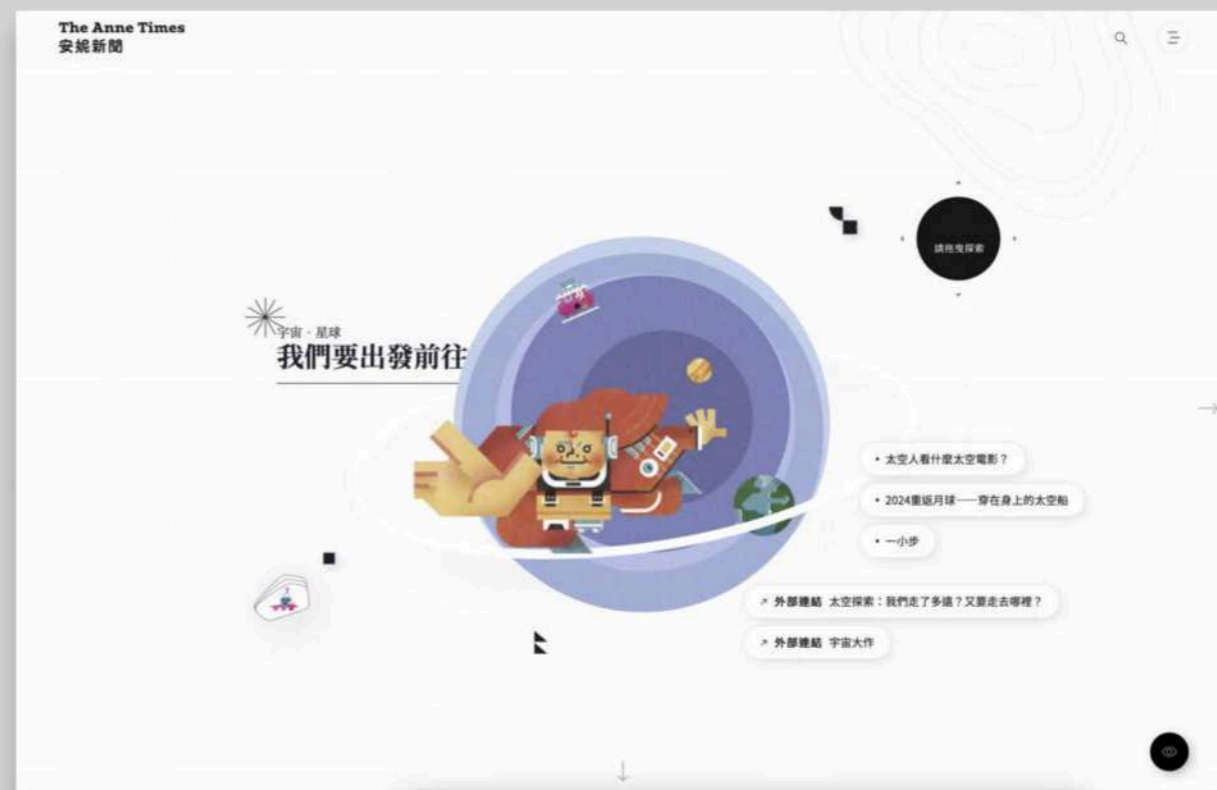 The Anne Times
安妮新聞
請拖曳探索
宇宙·星球
我們要出發前往
• 太空人看什麼太空電影？
• 2024重返月球——穿在身上的太空船
• 一小步
↗ 外部連結 太空探索：我們走了多遠？又要走去哪裡？
↗ 外部連結 宇宙大作